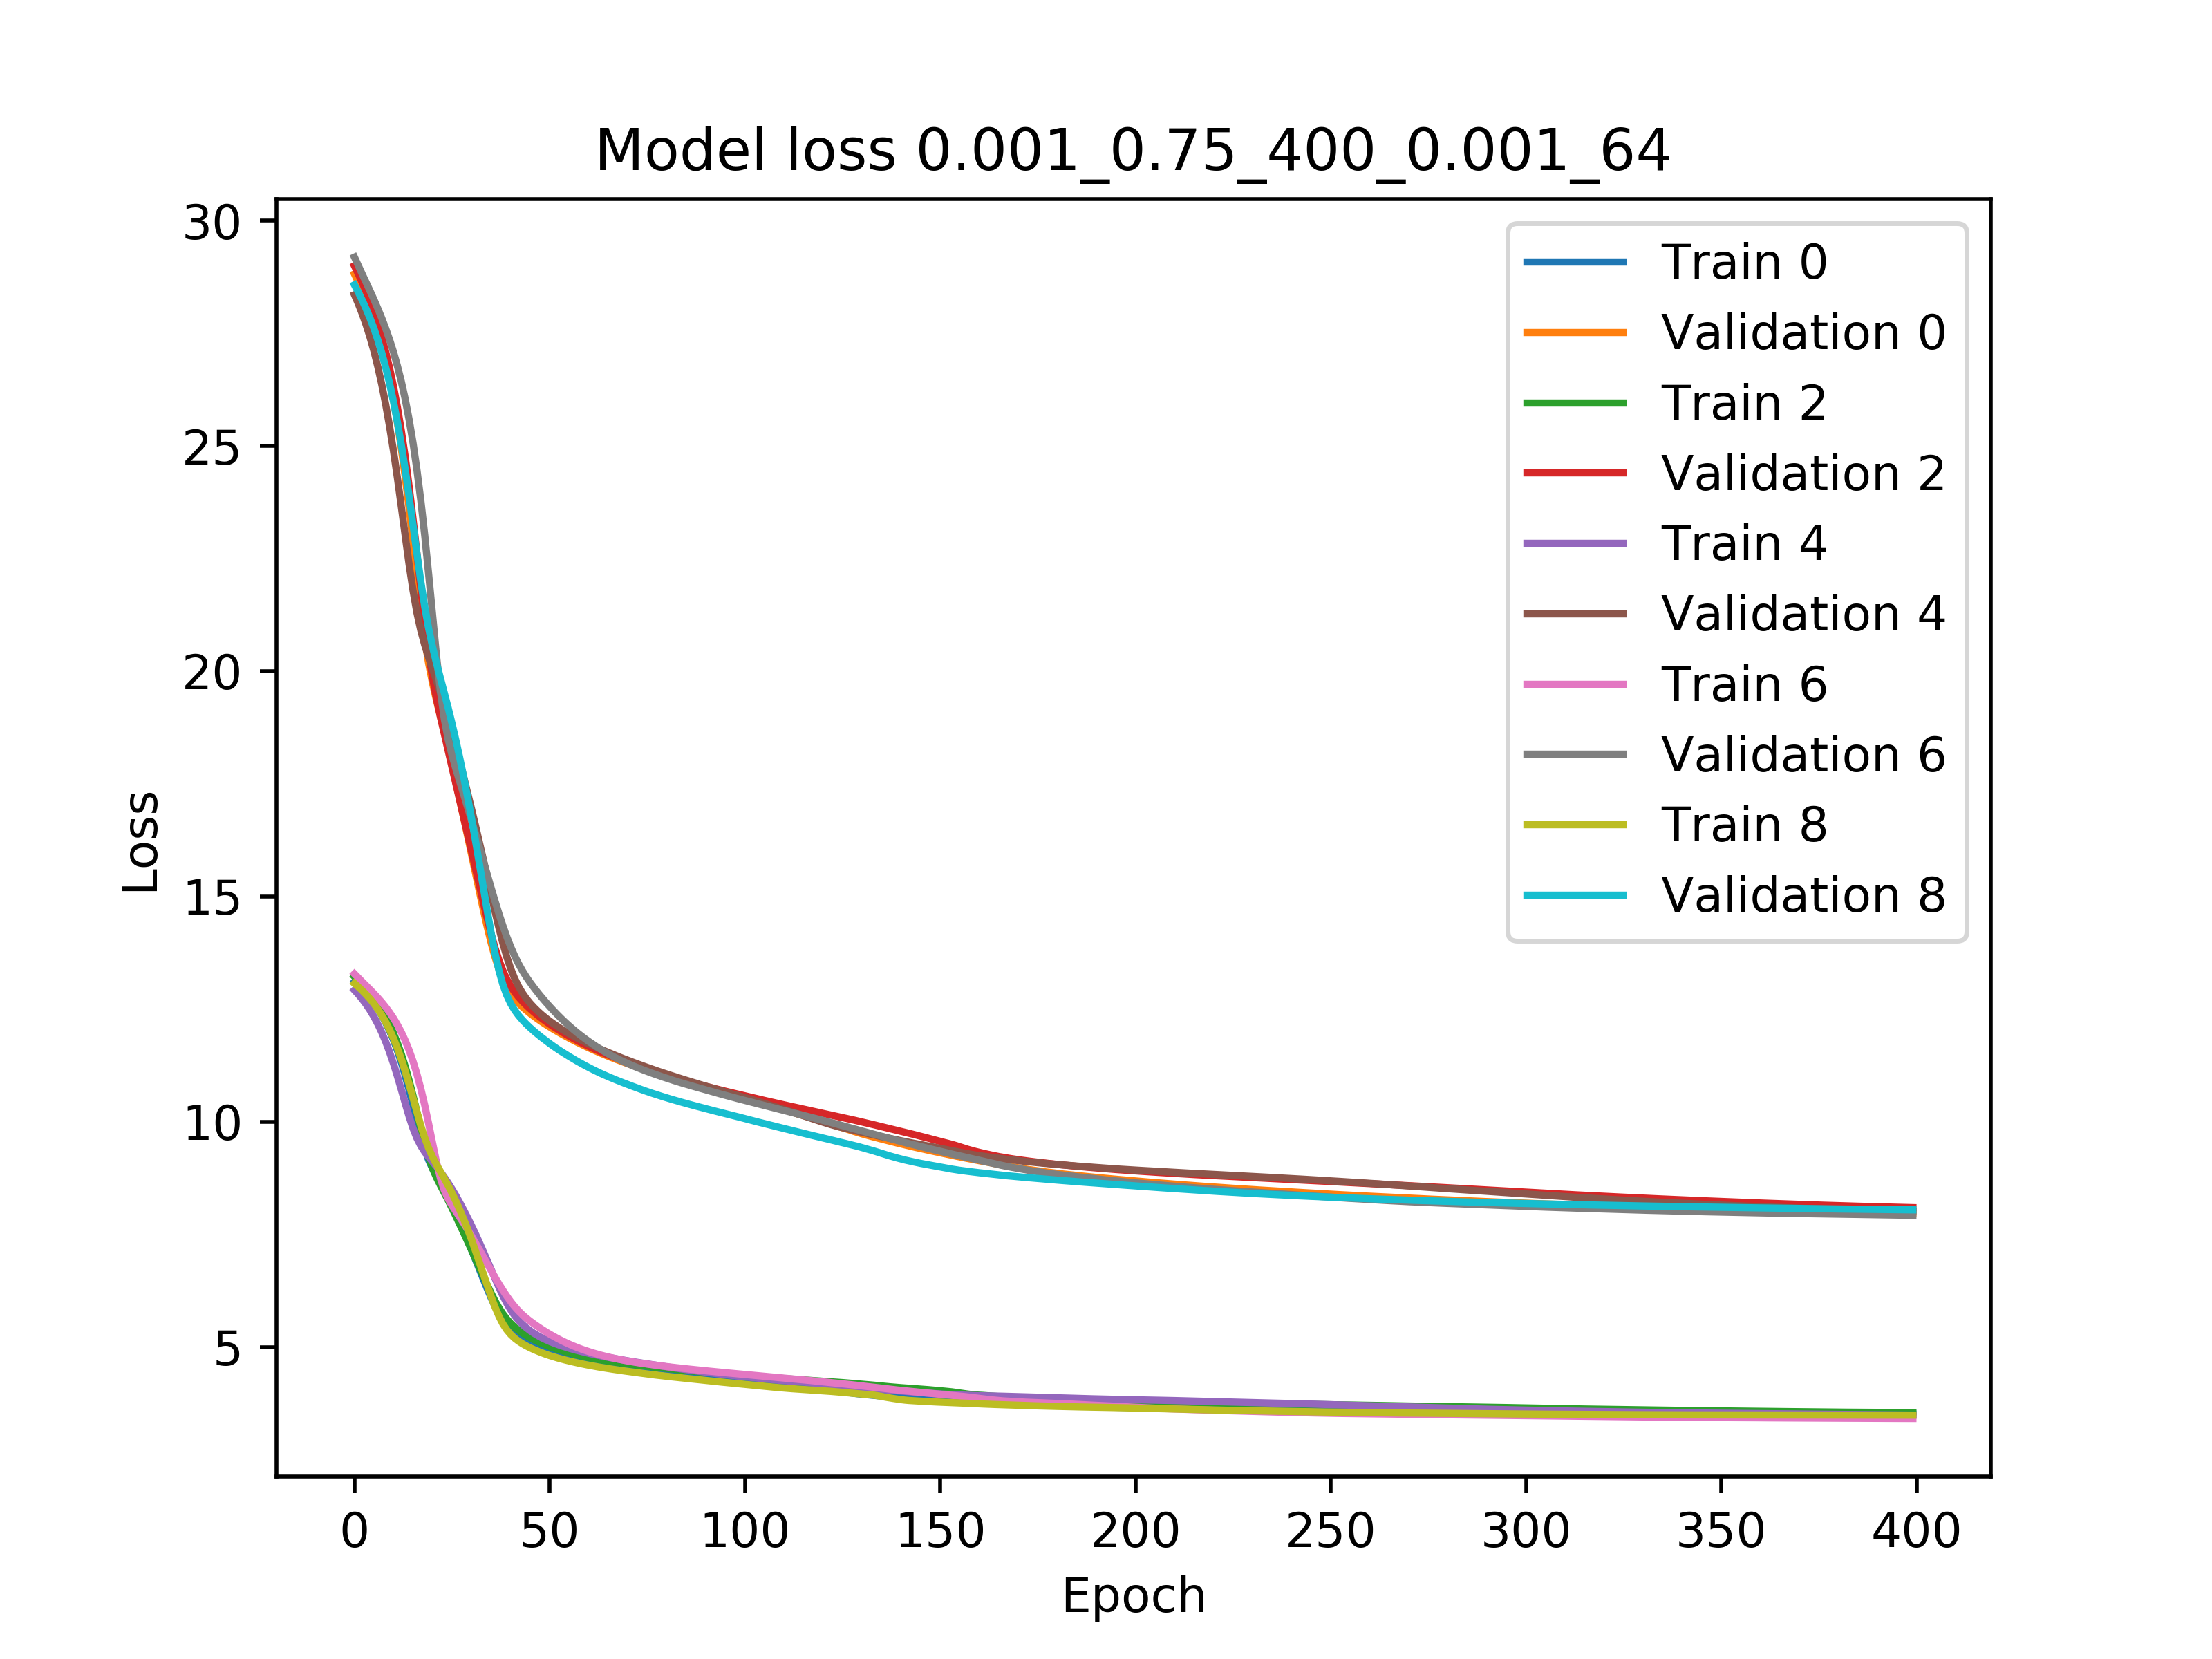 Model loss 0.001_0.75_400_0.001_64
30
25
20
15
10
5
Loss
0 50 100 150 200 250 300 350 400
Epoch
Train 0
Validation 0
Train 2
Validation 2
Train 4
Validation 4
Train 6
Validation 6
Train 8
Validation 8